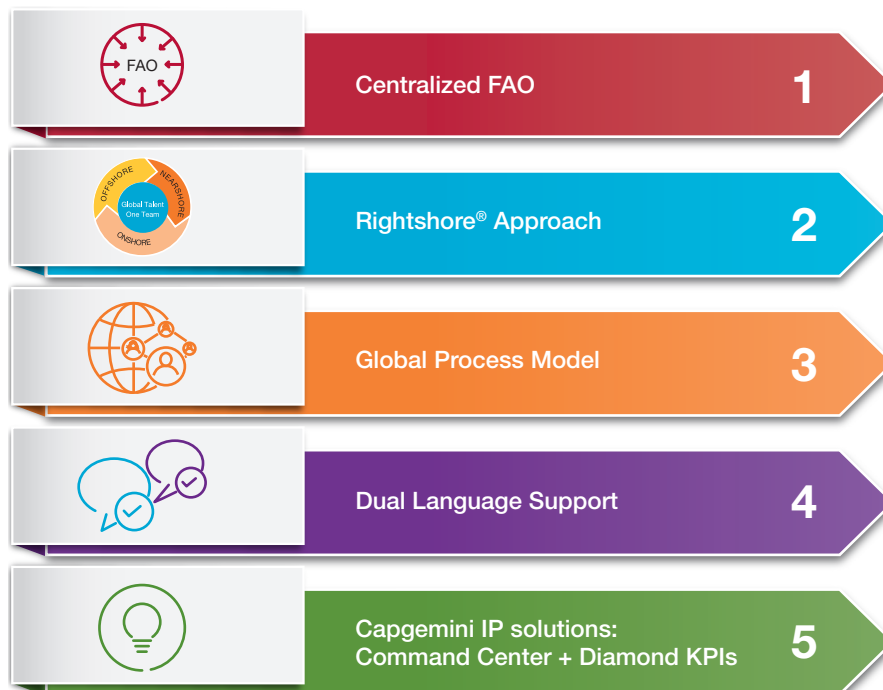 FAO
Centralized FAO
1
OFFSHORE
NEARSHORE
Global Talent
One Team
ONSHORE
Rightshore® Approach
2
Global Process Model
3
Dual Language Support
4
Capgemini IP solutions:
Command Center + Diamond KPIs
5